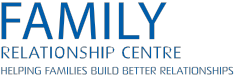 FAMILY
RELATIONSHIP CENTRE
HELPING FAMILIES BUILD BETTER RELATIONSHIPS